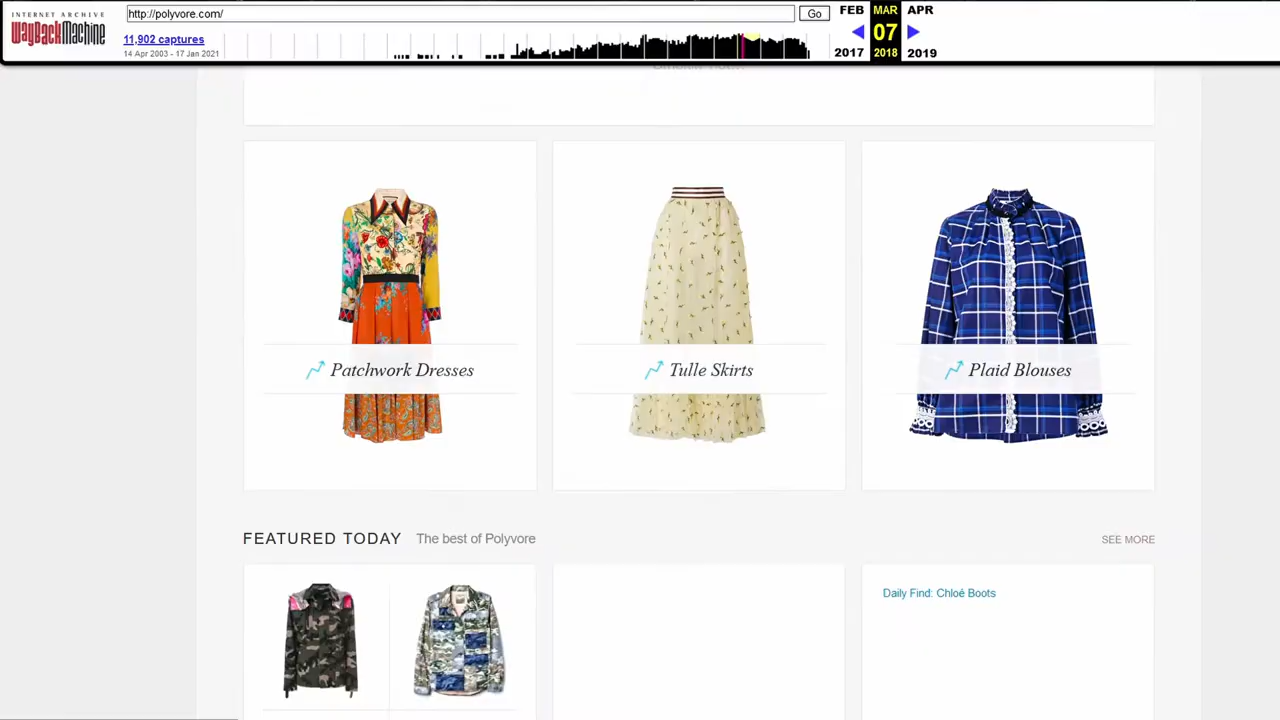 INTERNET ARCHIVE
WayBackMachine
http://polyvore.com/
Go
11,902 captures
14 Apr 2003 - 17 Jan 2021
FEB MAR APR
07
2017 2018 2019
Patchwork Dresses
Tulle Skirts
Plaid Blouses
FEATURED TODAY The best of Polyvore
SEE MORE
Daily Find: Chloé Boots